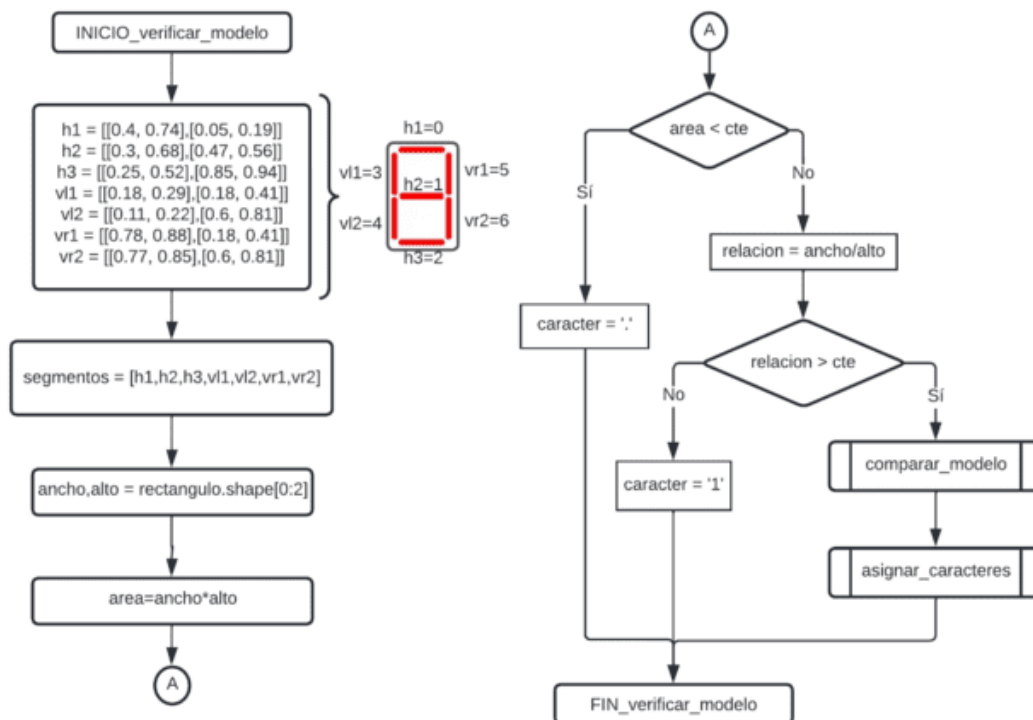 INICIO_verificar_modelo
h1 = [[0.4, 0.74],[0.05, 0.19]]
h2 = [[0.3, 0.68],[0.47, 0.56]]
h3 = [[0.25, 0.52],[0.85, 0.94]]
vl1 = [[0.18, 0.29],[0.18, 0.41]]
vl2 = [[0.11, 0.22],[0.6, 0.81]]
vr1 = [[0.78, 0.88],[0.18, 0.41]]
vr2 = [[0.77, 0.85],[0.6, 0.81]]
h1=0
vl1=3
vr1=5
h2=1
vl2=4
vr2=6
h3=2
segmentos = [h1,h2,h3,vl1,vl2,vr1,vr2]
ancho,alto = rectangulo.shape[0:2]
area=ancho*alto
A
A
area < cte
Sí
No
relacion = ancho/alto
caracter = '.'
relacion > cte
No
Sí
caracter = '1'
comparar_modelo
asignar_caracteres
FIN_verificar_modelo